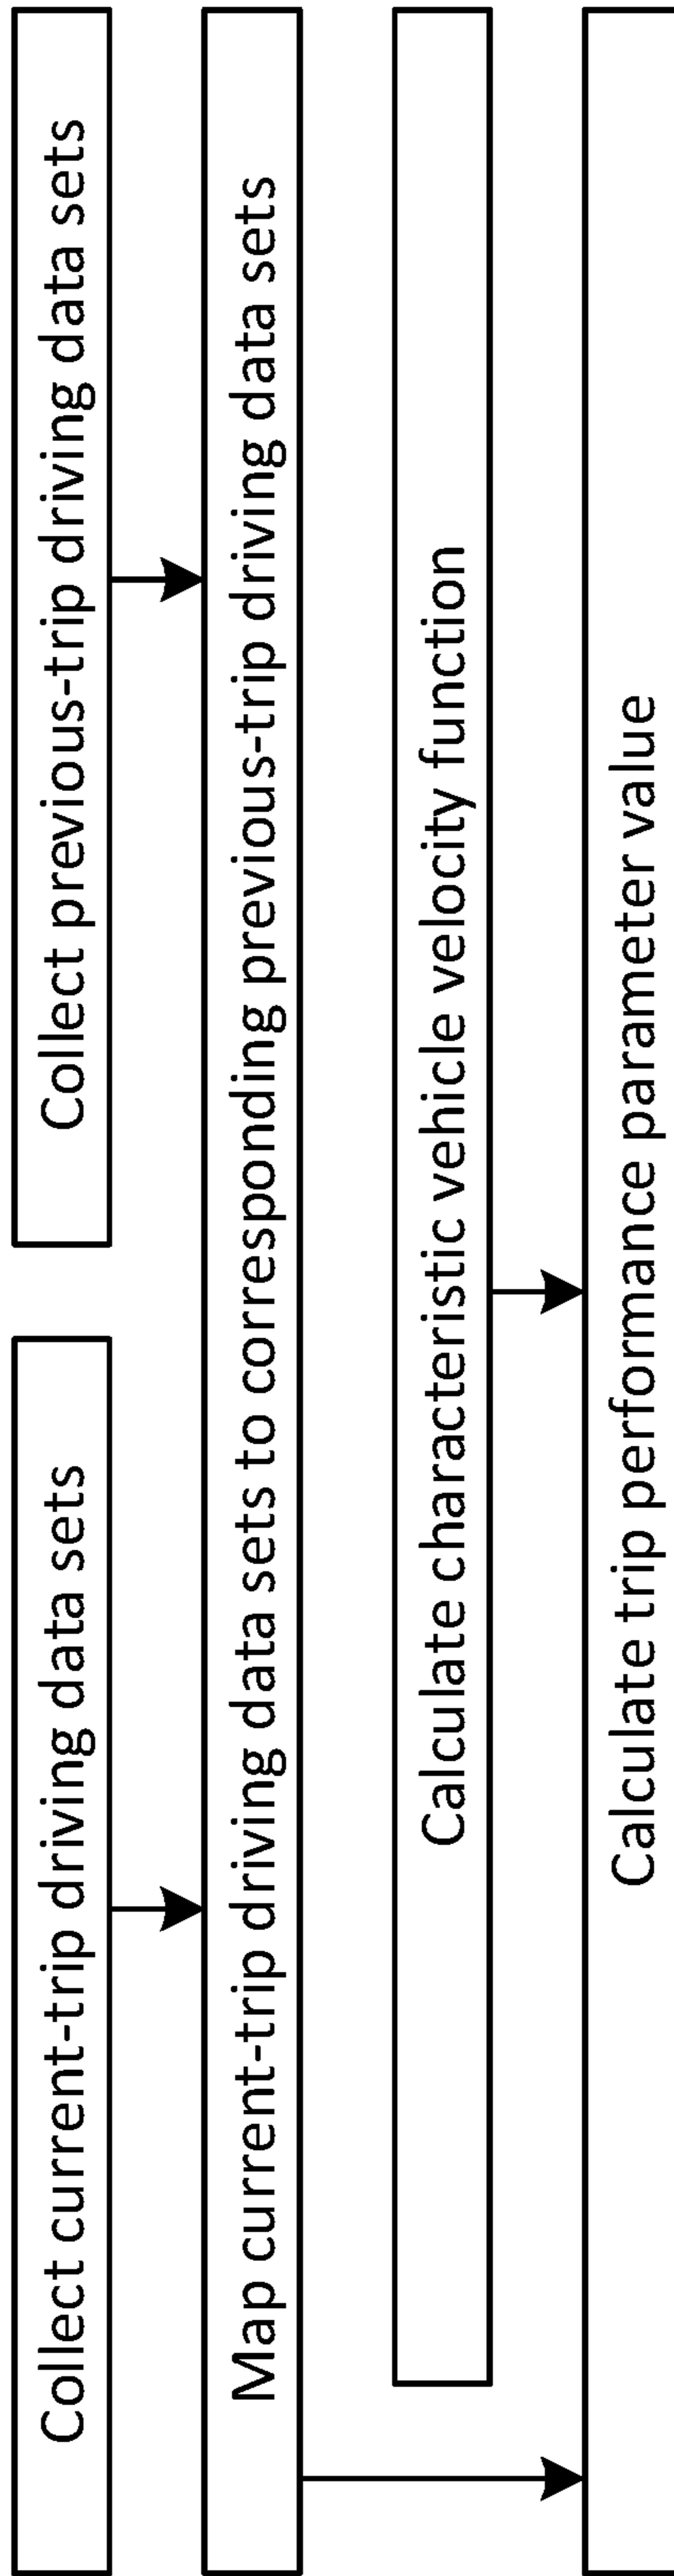 Collect current-trip driving data sets
Collect previous-trip driving data sets
Map current-trip driving data sets to corresponding previous-trip driving data sets
Calculate characteristic vehicle velocity function
Calculate trip performance parameter value